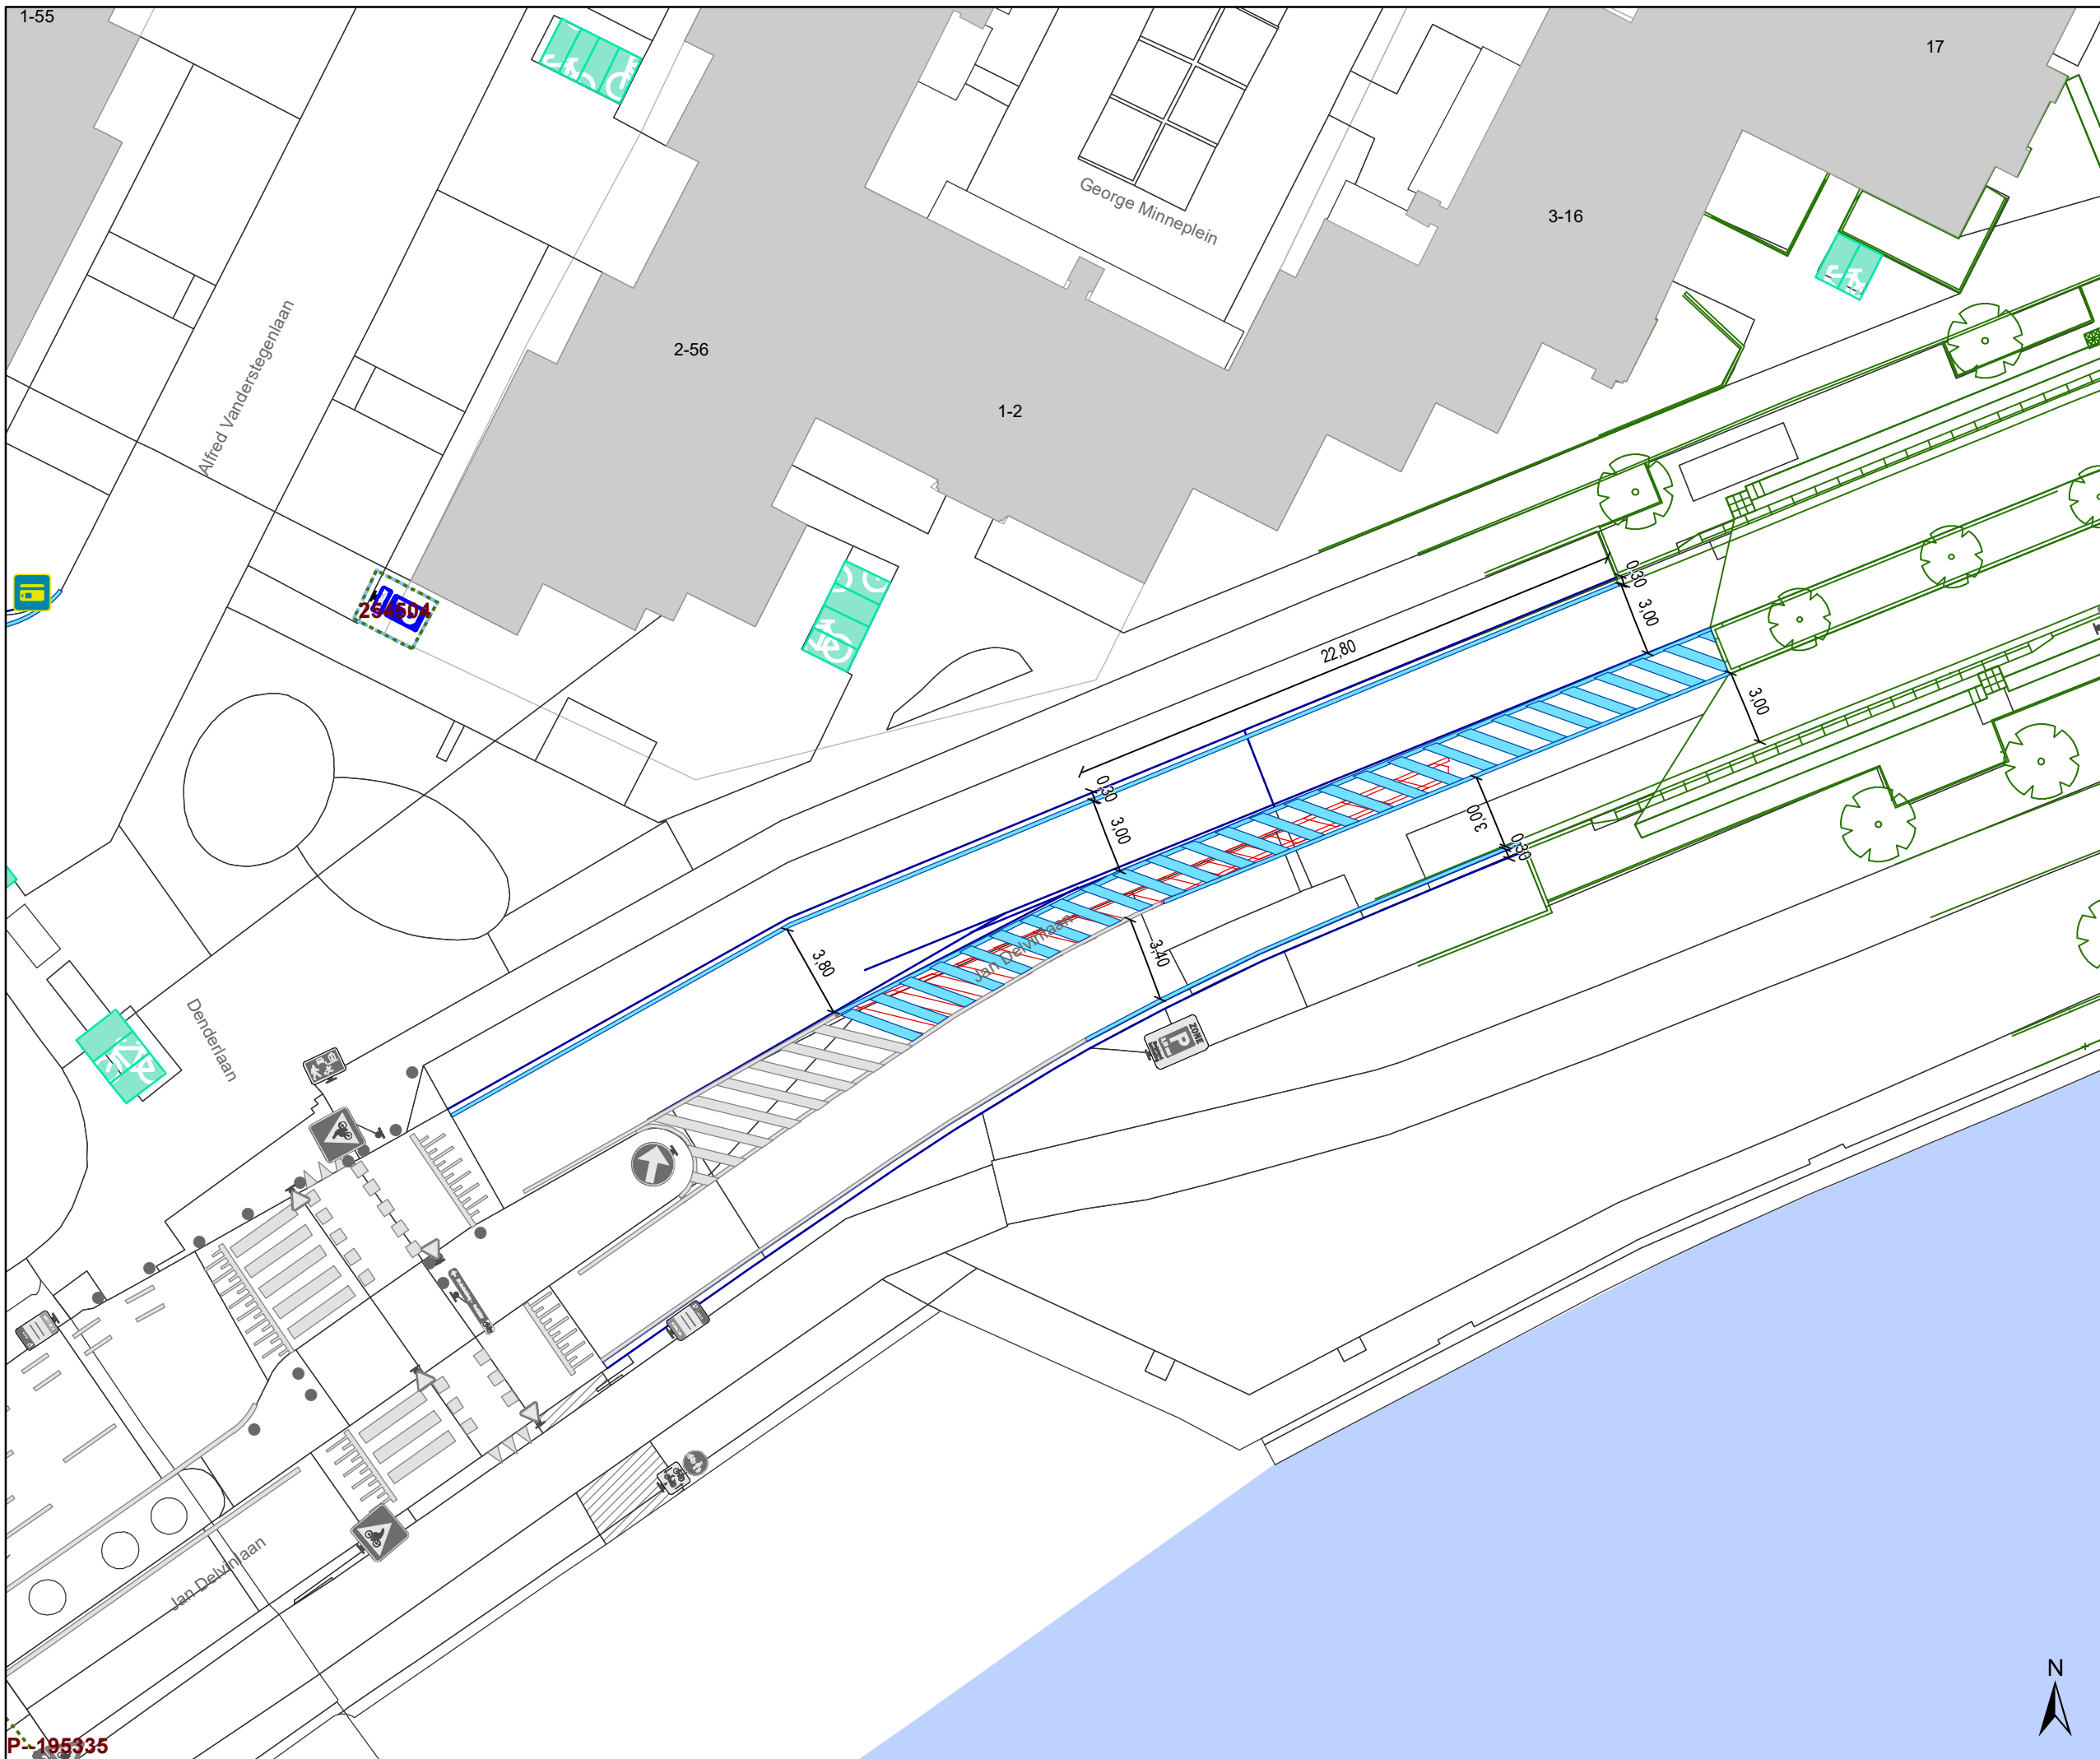 1-55
17
George Minneplein
3-16
Alfred Vanderstegenlaan
2-56
1-2
254504
0,30
3,00
22,80
3,00
0,30
3,00
3,00
0,30
3,80
Jan Delvinlaan
3,40
ZONE
P
Denderlaan
Jan Delvinlaan
N
P--195335